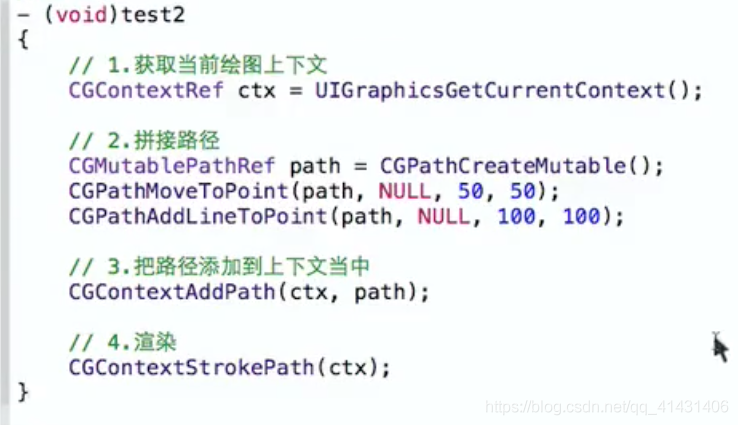 - (void)test2
{
    // 1.获取当前绘图上下文
    CGContextRef ctx = UIGraphicsGetCurrentContext();

    // 2.拼接路径
    CGMutablePathRef path = CGPathCreateMutable();
    CGPathMoveToPoint(path, NULL, 50, 50);
    CGPathAddLineToPoint(path, NULL, 100, 100);

    // 3.把路径添加到上下文当中
    CGContextAddPath(ctx, path);

    // 4.渲染
    CGContextStrokePath(ctx);
}
https://blog.csdn.net/qq_41431406